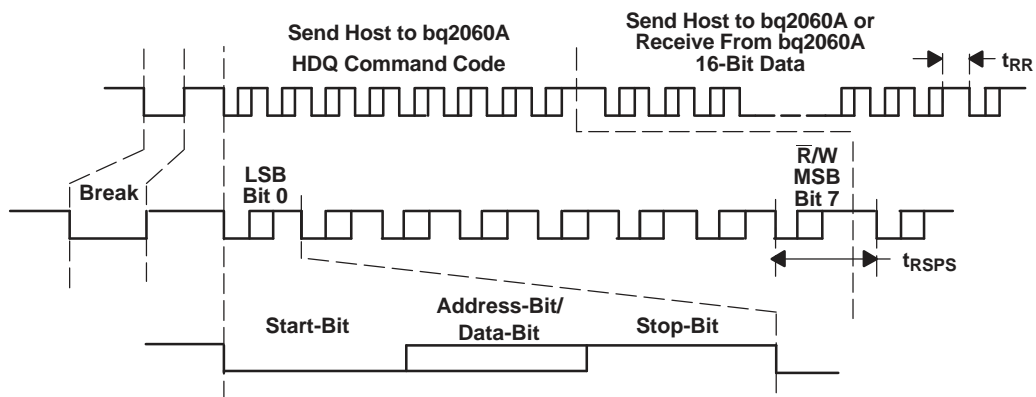 Send Host to bq2060A
HDQ Command Code
Send Host to bq2060A or
Receive From bq2060A
16-Bit Data
tRR
Break
LSB
Bit 0
R̅/W
MSB
Bit 7
tRSPS
Start-Bit
Address-Bit/
Data-Bit
Stop-Bit